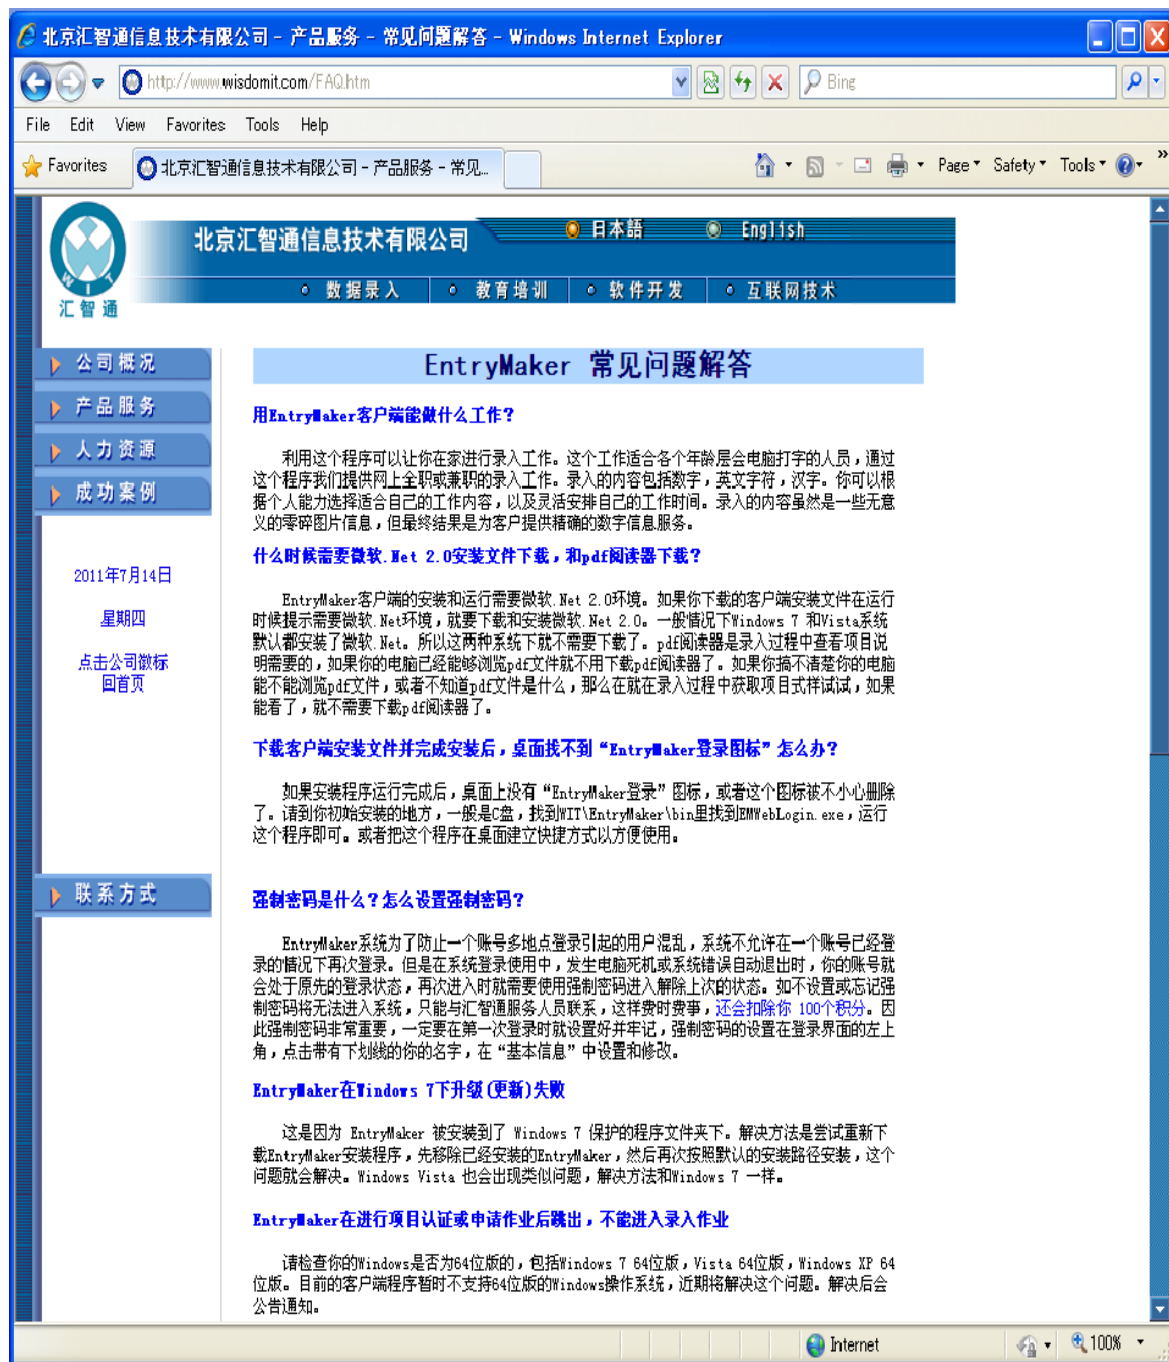 北京汇智通信息技术有限公司 - 产品服务 - 常见问题解答 - Windows Internet Explorer
http://www.wisdomit.com/FAQ.htm
Bing
File Edit View Favorites Tools Help
Favorites 北京汇智通信息技术有限公司 - 产品服务 - 常见... Page Safety Tools
日本語 English
北京汇智通信息技术有限公司
WIT
汇智通
数据录入 教育培训 软件开发 互联网技术
公司概况
产品服务
人力资源
成功案例
2011年7月14日
星期四
点击公司徽标
回首页
联系方式
EntryMaker 常见问题解答
用EntryMaker客户端能做什么工作？
利用这个程序可以让你在家进行录入工作。这个工作适合各个年龄层会电脑打字的人员，通过
这个程序我们提供网上全职或兼职的录入工作。录入的内容包括数字，英文字符，汉字。你可以根
据个人能力选择适合自己的工作内容，以及灵活安排自己的工作时间。录入的内容虽然是一些无意
义的零碎图片信息，但最终结果是为客户提供精确的数字信息服务。
什么时候需要微软.Net 2.0安装文件下载，和pdf阅读器下载？
EntryMaker客户端的安装和运行需要微软.Net 2.0环境。如果你下载的客户端安装文件在运行
时候提示需要微软.Net环境，就要下载和安装微软.Net 2.0。一般情况下Windows 7 和Vista系统
默认都安装了微软.Net。所以这两种系统下就不需要下载了。pdf阅读器是录入过程中查看项目说
明需要的，如果你的电脑已经能够浏览pdf文件就不用下载pdf阅读器了。如果你搞不清楚你的电脑
能不能浏览pdf文件，或者不知道pdf文件是什么，那么在就在录入过程中获取项目式样试试，如果
能看了，就不需要下载pdf阅读器了。
下载客户端安装文件并完成安装后，桌面找不到“EntryMaker登录图标”怎么办？
如果安装程序运行完成后，桌面上没有“EntryMaker登录”图标，或者这个图标被不小心删除
了。请到你初始安装的地方，一般是C盘，找到WIT\EntryMaker\bin里找到EMWebLogin.exe，运行
这个程序即可。或者把这个程序在桌面建立快捷方式以方便使用。
强制密码是什么？怎么设置强制密码？
EntryMaker系统为了防止一个账号多地点登录引起的用户混乱，系统不允许在一个账号已经登
录的情况下再次登录。但是在系统登录使用中，发生电脑死机或系统错误自动退出时，你的账号就
会处于原先的登录状态，再次进入时就需要使用强制密码进入解除上次的状态。如不设置或忘记强
制密码将无法进入系统，只能与汇智通服务人员联系，这样费时费事，还会扣除你 100个积分。因
此强制密码非常重要，一定要在第一次登录时就设置好并牢记，强制密码的设置在登录界面的左上
角，点击带有下划线的你的名字，在“基本信息”中设置和修改。
EntryMaker在Windows 7下升级(更新)失败
这是因为 EntryMaker 被安装到了 Windows 7 保护的程序文件夹下。解决方法是尝试重新下
载EntryMaker安装程序，先移除已经安装的EntryMaker，然后再次按照默认的安装路径安装，这个
问题就会解决。Windows Vista 也会出现类似问题，解决方法和Windows 7 一样。
EntryMaker在进行项目认证或申请作业后跳出，不能进入录入作业
请检查你的Windows是否为64位版的，包括Windows 7 64位版，Vista 64位版，Windows XP 64
位版。目前的客户端程序暂时不支持64位版的Windows操作系统，近期将解决这个问题。解决后会
公告通知。
Internet 100%